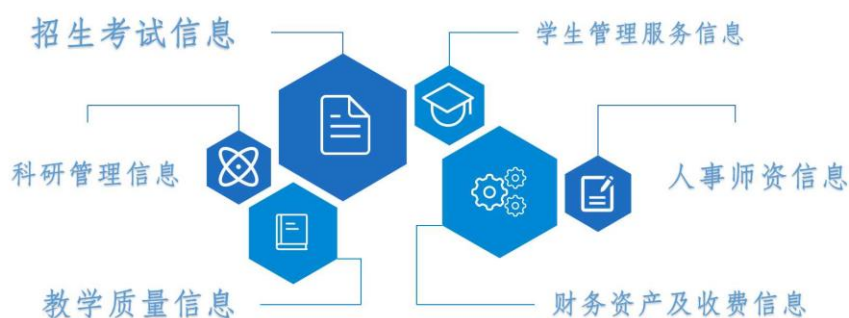 招生考试信息
学生管理服务信息
科研管理信息
人事师资信息
教学质量信息
财务资产及收费信息